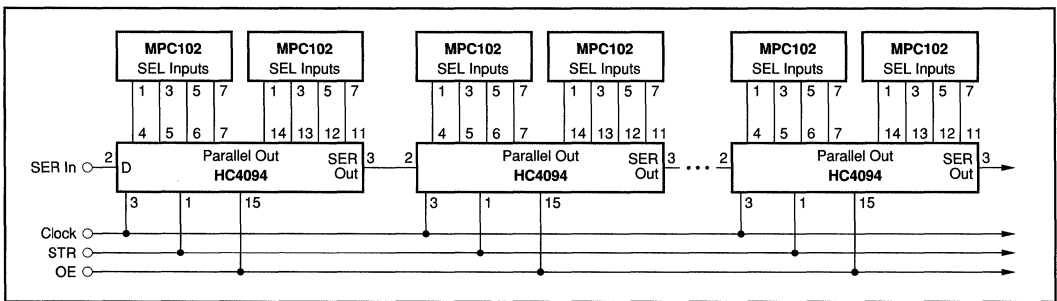 MPC102 MPC102 MPC102 MPC102 MPC102 MPC102
SEL Inputs SEL Inputs SEL Inputs SEL Inputs SEL Inputs SEL Inputs
1 3 5 7 1 3 5 7 1 3 5 7 1 3 5 7 1 3 5 7 1 3 5 7
4 5 6 7 14 13 12 11 4 5 6 7 14 13 12 11 4 5 6 7 14 13 12 11
SER In 2 D Parallel Out SER Out 3 2 Parallel Out SER Out 3 ••• 2 Parallel Out SER Out 3
HC4094 HC4094 HC4094
3 1 15 3 1 15 3 1 15
Clock
STR
OE